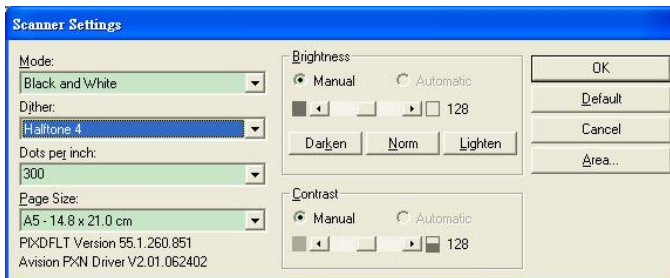 Scanner Settings
Mode:
Black and White
Dither:
Halftone 4
Dots per inch:
300
Page Size:
A5 - 14.8 x 21.0 cm
PIXDFLT Version 55.1.260.851
Avision PXN Driver V2.01.062402
Brightness
Manual
Automatic
128
Darken
Norm
Lighten
Contrast
Manual
Automatic
128
OK
Default
Cancel
Area...